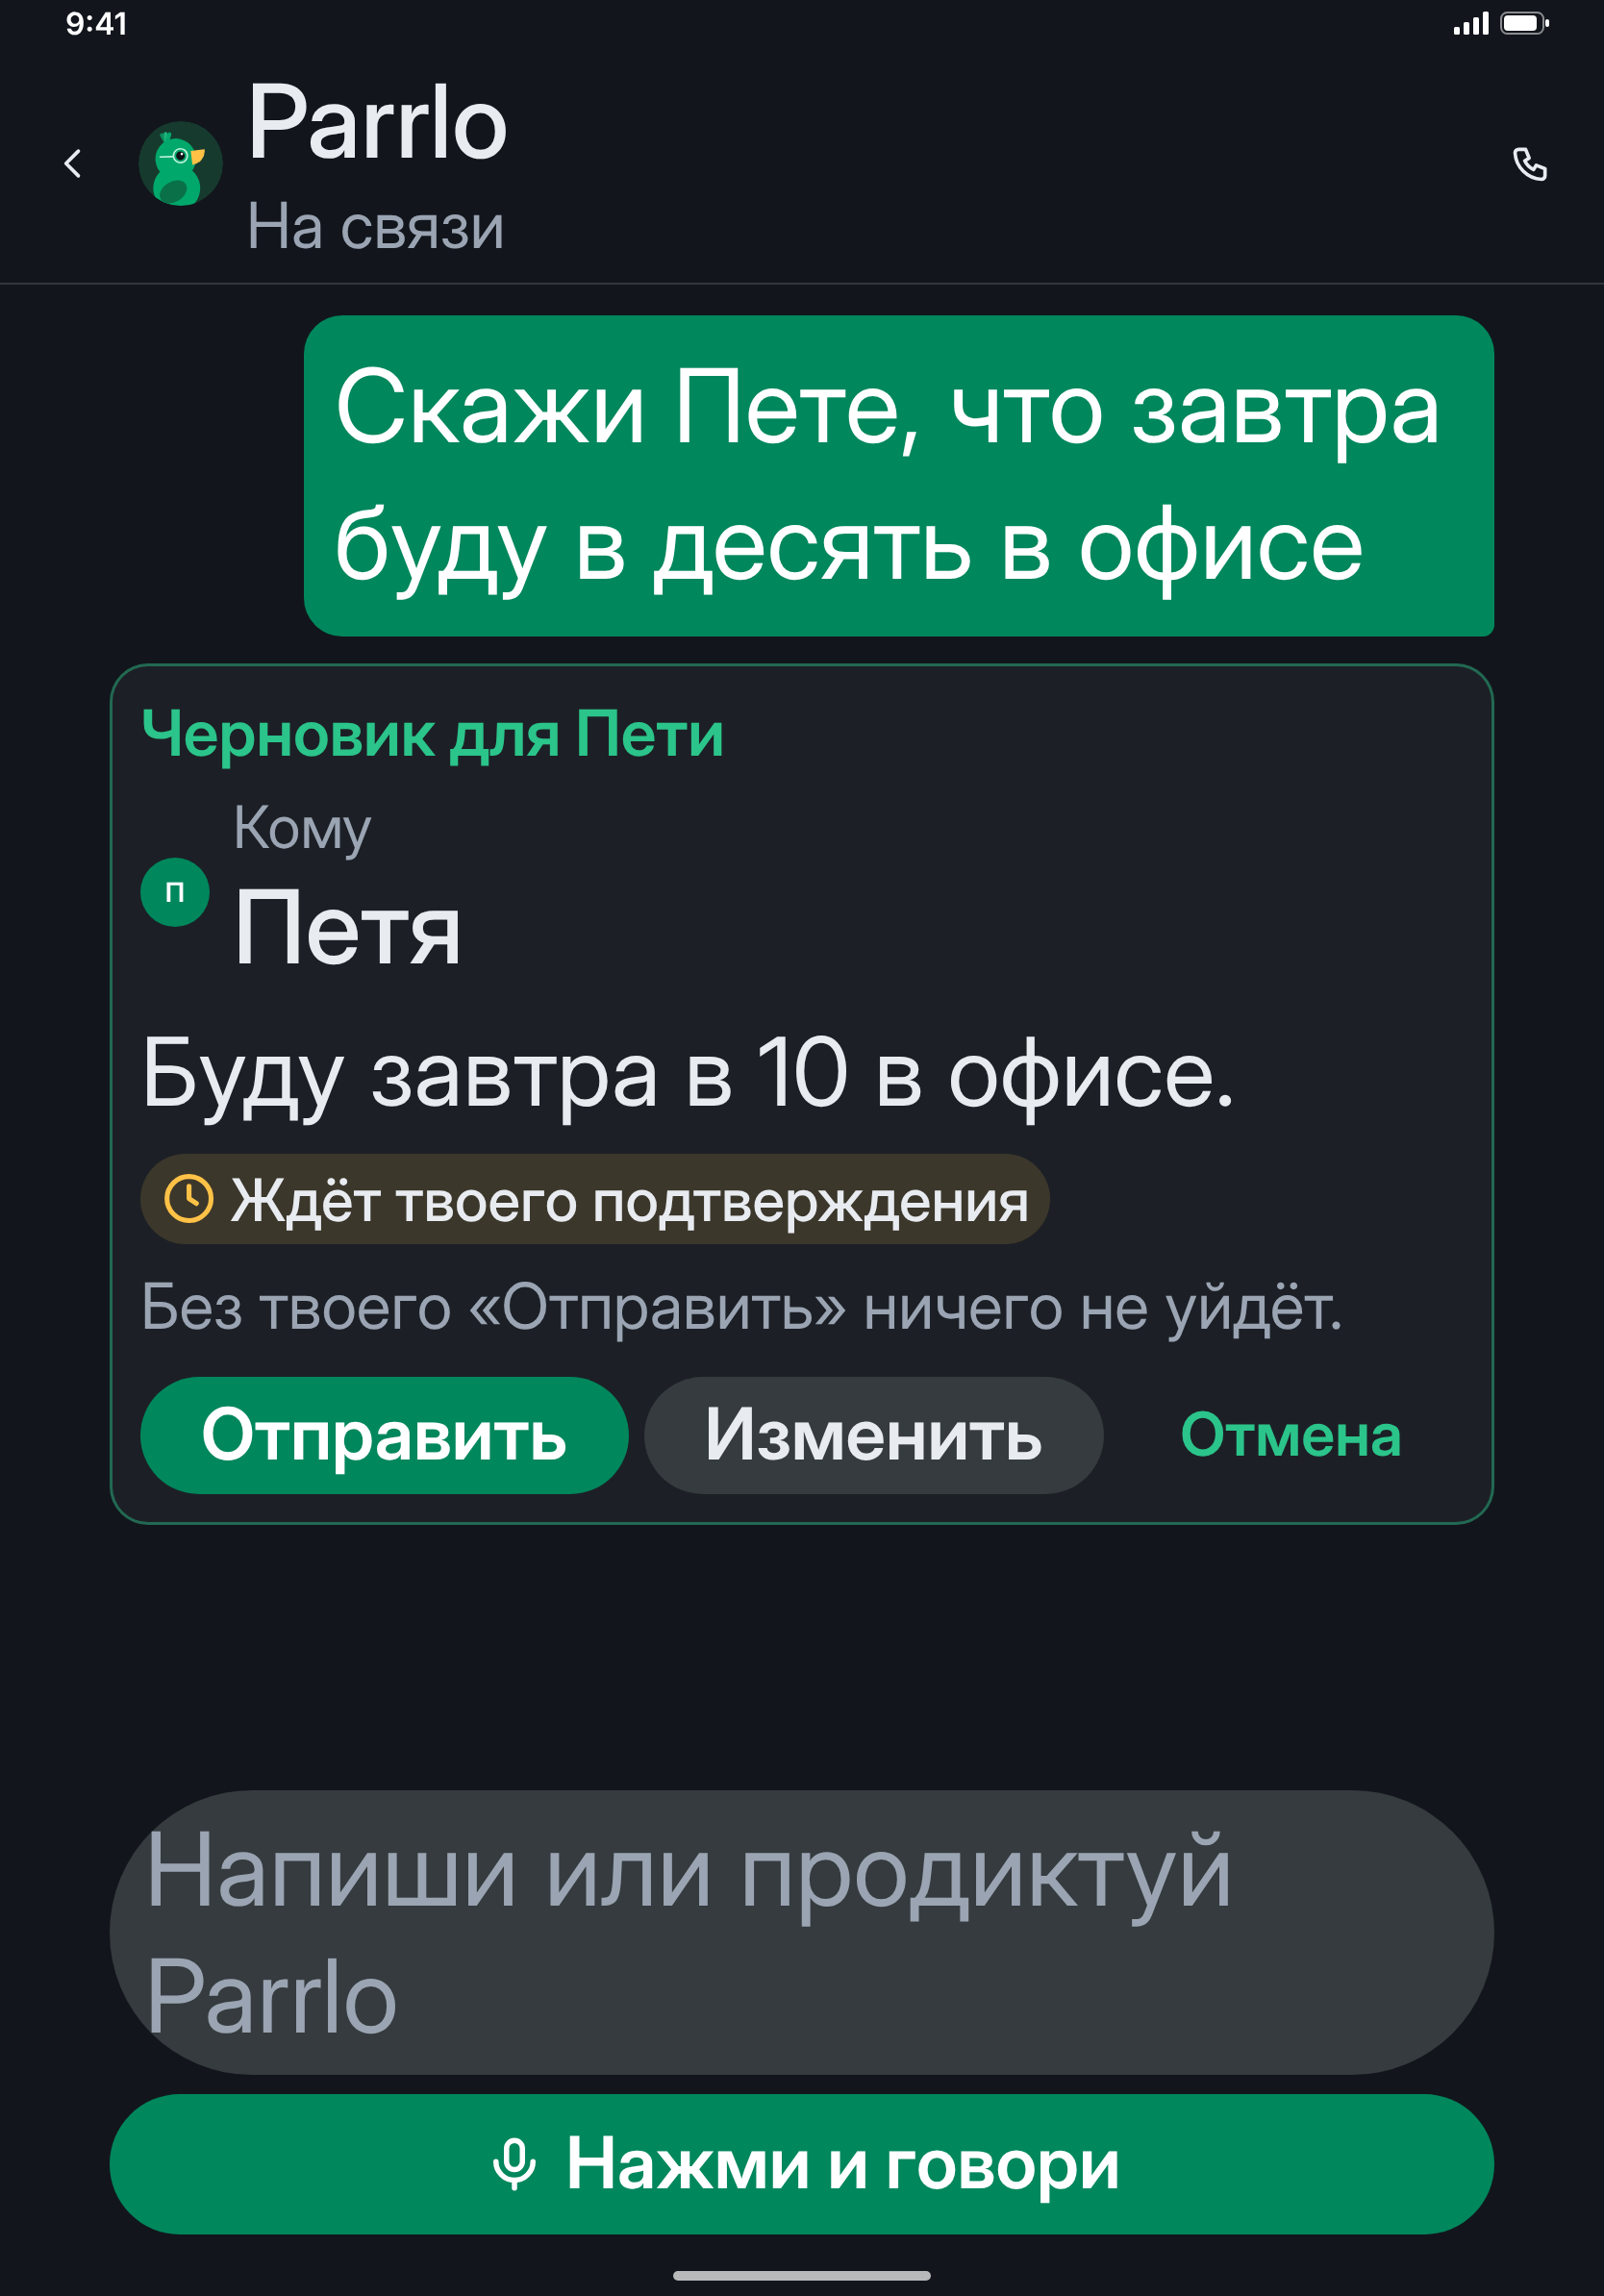 9:41
Parrlo
На связи
Скажи Пете, что завтра
буду в десять в офисе
Черновик для Пети
Кому
П
Петя
Буду завтра в 10 в офисе.
Ждёт твоего подтверждения
Без твоего «Отправить» ничего не уйдёт.
Отправить Изменить Отмена
Напиши или продиктуй
Parrlo
Нажми и говори